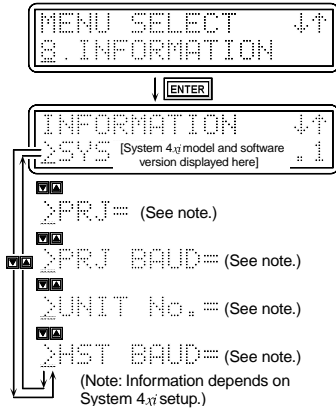 MENU SELECT ↓↑
8.INFORMATION
ENTER
INFORMATION ↓↑
>SYS [System 4xi model and software
version displayed here] .1
>PRJ= (See note.)
>PRJ BAUD= (See note.)
>UNIT No.= (See note.)
>HST BAUD= (See note.)
(Note: Information depends on
System 4xi setup.)